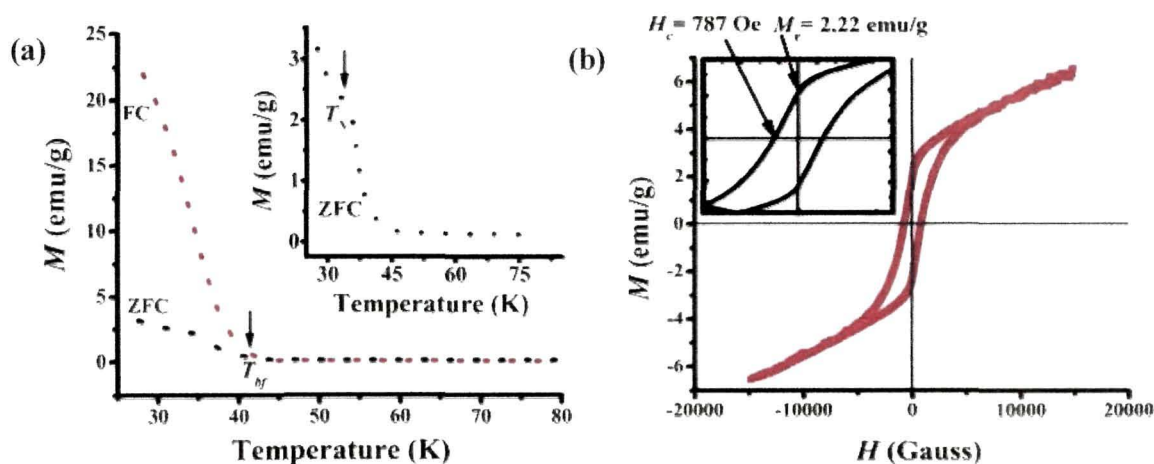 (a)
25
20
15
10
5
0
M (emu/g)
FC
ZFC
T_bf
30
40
50
60
70
80
Temperature (K)
3
2
1
0
M (emu/g)
ZFC
30
45
60
75
Temperature (K)
H_c = 787 Oe M_r = 2.22 emu/g
(b)
6
4
2
0
-2
-4
-6
M (emu/g)
-20000
-10000
0
10000
20000
H (Gauss)